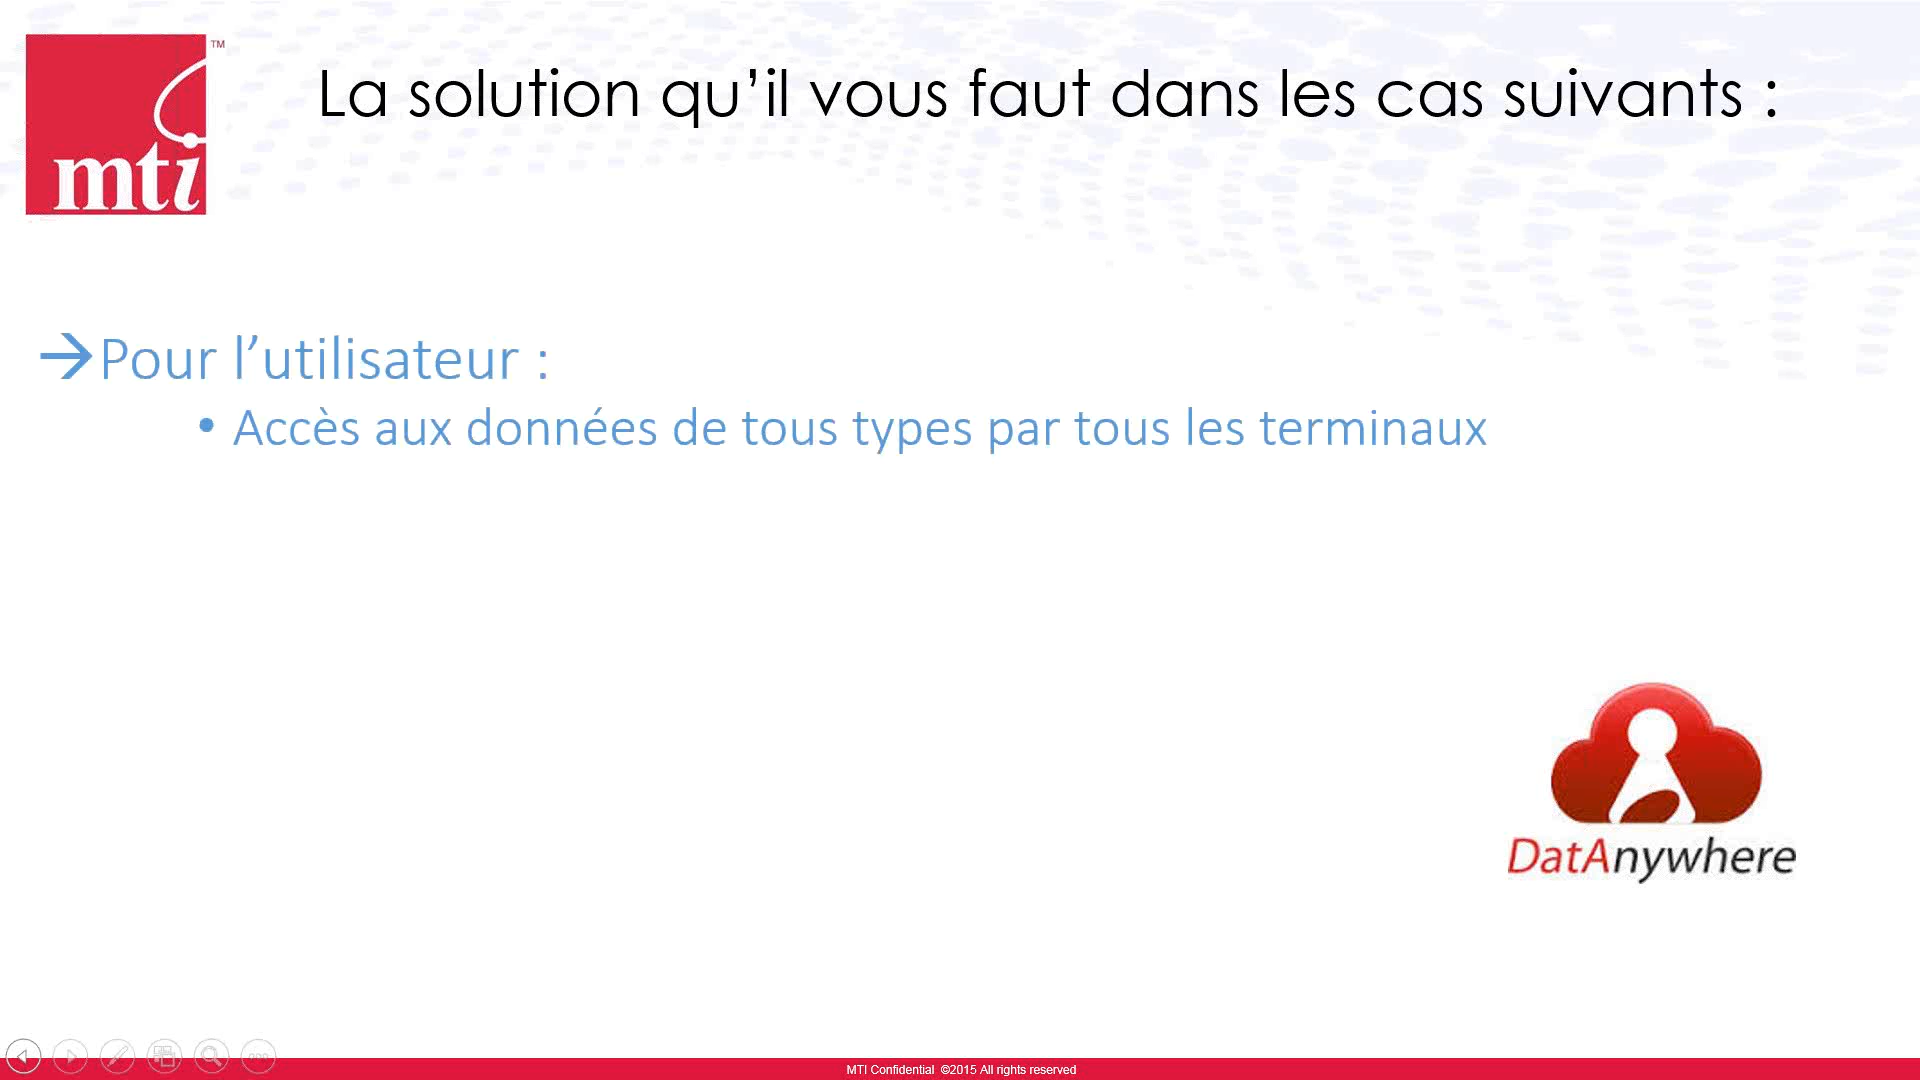 mti
TM
La solution qu’il vous faut dans les cas suivants :
→Pour l’utilisateur :
• Accès aux données de tous types par tous les terminaux
DatAnywhere
MTI Confidential ©2015 All rights reserved